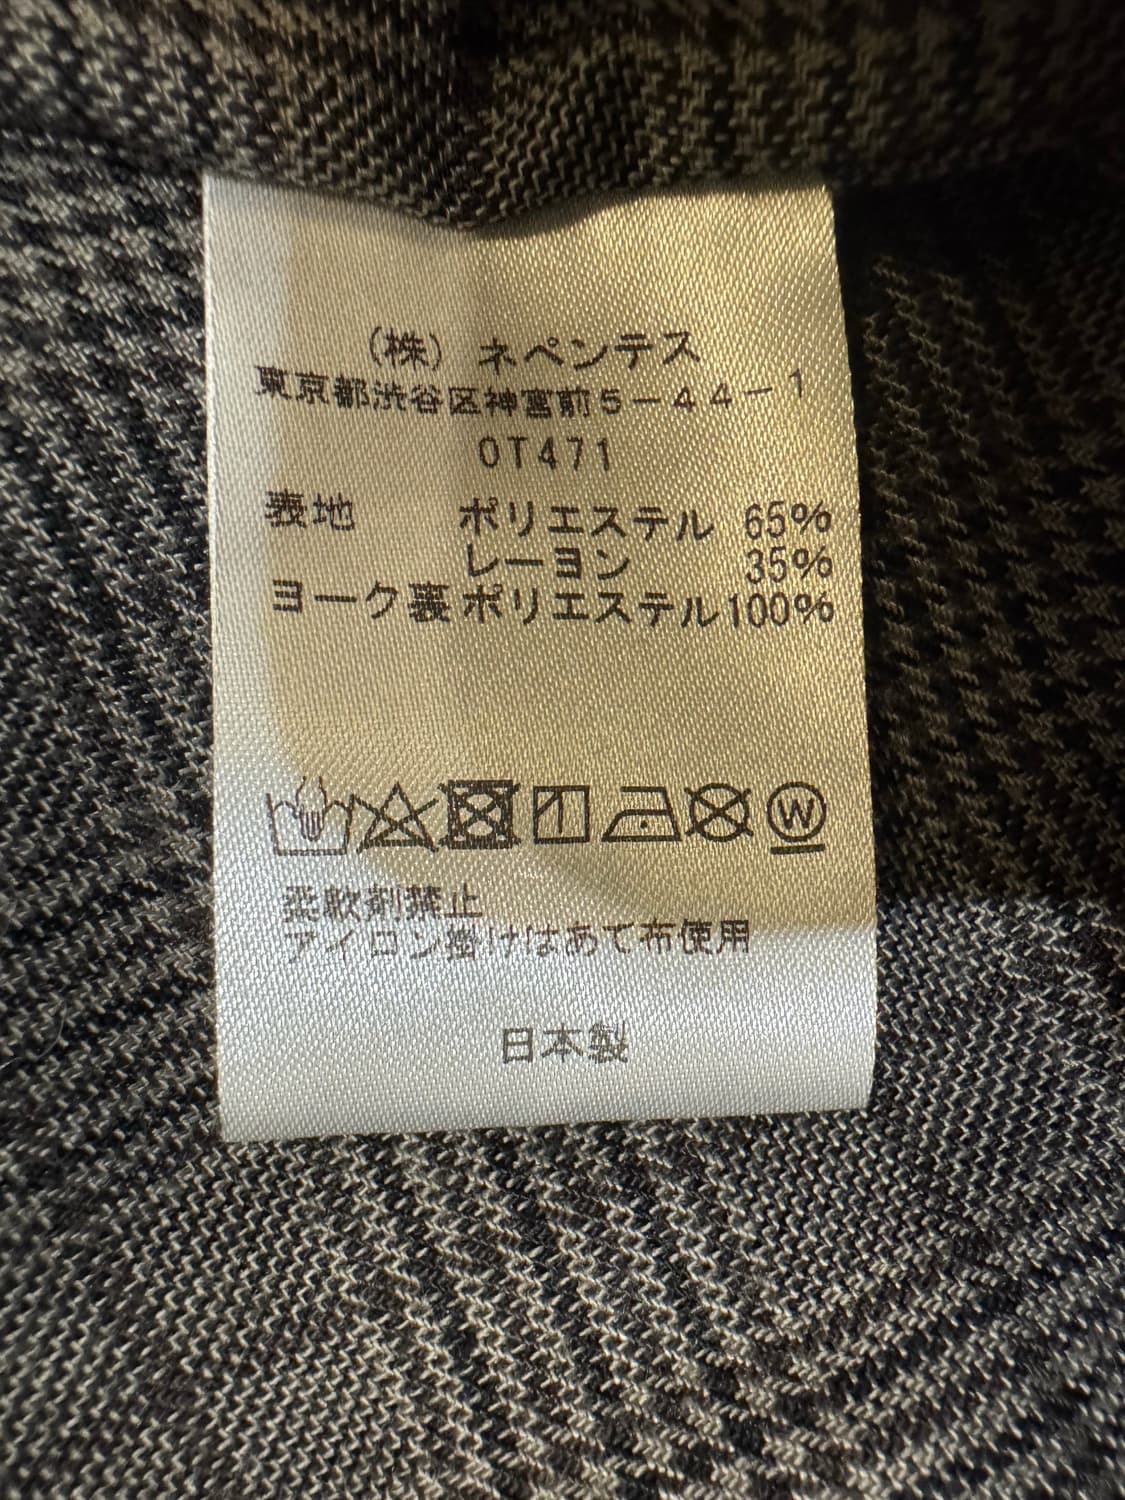 (株) ネペンテス
東京都渋谷区神宮前5-44-1
OT471
表地 ポリエステル 65%
レーヨン 35%
ヨーク裏 ポリエステル 100%
W
柔軟剤禁止
アイロン掛けはあて布使用
日本製